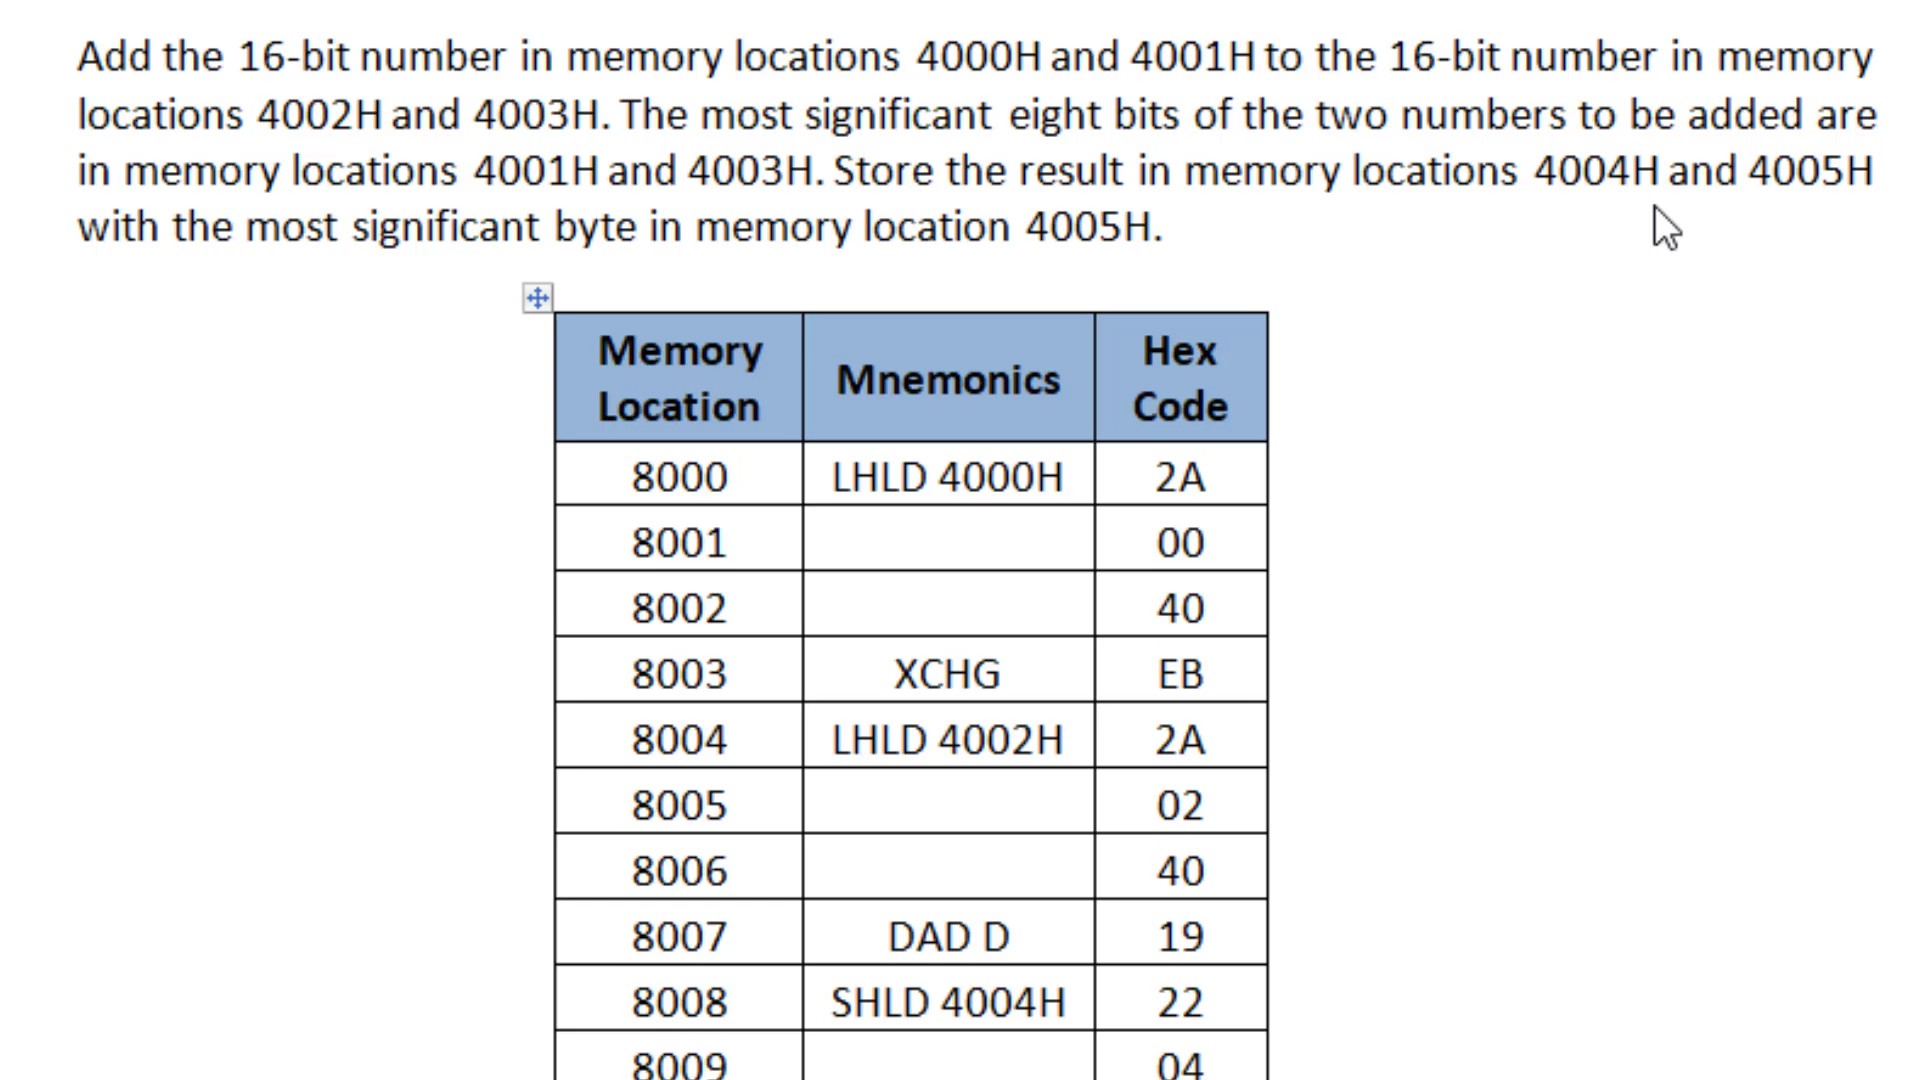 Add the 16-bit number in memory locations 4000H and 4001H to the 16-bit number in memory
locations 4002H and 4003H. The most significant eight bits of the two numbers to be added are
in memory locations 4001H and 4003H. Store the result in memory locations 4004H and 4005H
with the most significant byte in memory location 4005H.
Memory Location Mnemonics Hex Code
8000 LHLD 4000H 2A
8001 00
8002 40
8003 XCHG EB
8004 LHLD 4002H 2A
8005 02
8006 40
8007 DAD D 19
8008 SHLD 4004H 22
8009 04